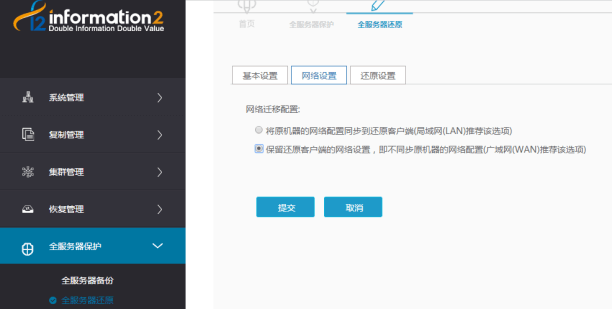 information2
Double Information Double Value
系统管理
复制管理
集群管理
恢复管理
全服务器保护
全服务器备份
全服务器还原
首页
全服务器保护
全服务器还原
基本设置
网络设置
还原设置
网络迁移配置:
将原机器的网络配置同步到还原客户端(局域网(LAN)推荐该选项)
保留还原客户端的网络设置，即不同步原机器的网络配置(广域网(WAN)推荐该选项)
提交
取消